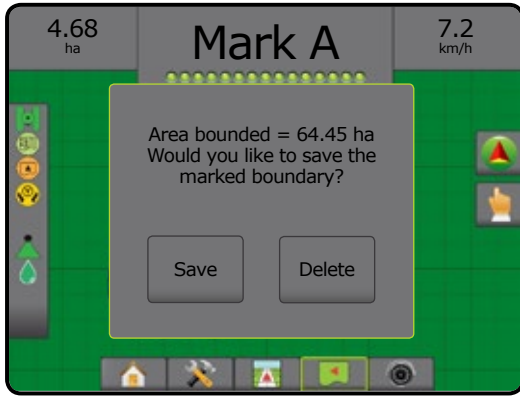 4.68
ha
Mark A
7.2
km/h
Area bounded = 64.45 ha
Would you like to save the
marked boundary?
Save
Delete